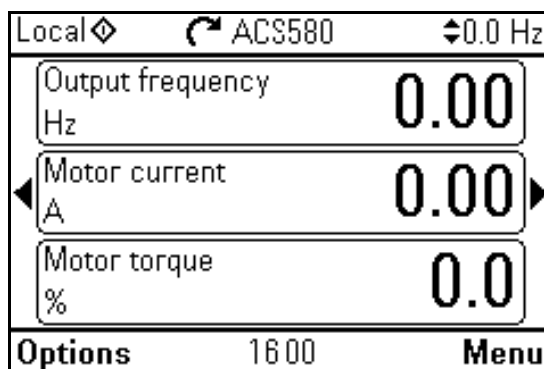 Local ACS580 0.0 Hz
Output frequency
Hz 0.00
Motor current
A 0.00
Motor torque
% 0.0
Options 16:00 Menu